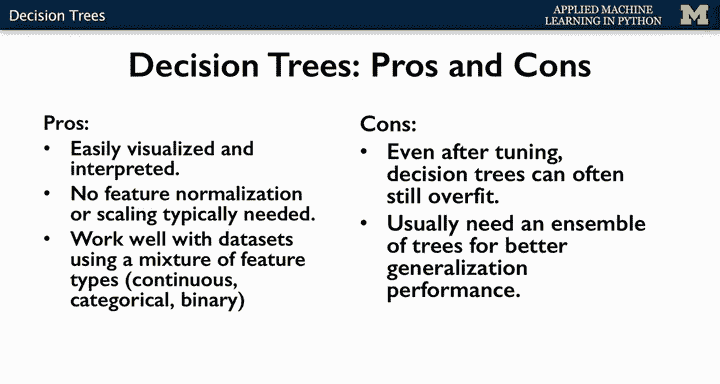 Decision Trees
APPLIED MACHINE
LEARNING IN PYTHON
M
Decision Trees: Pros and Cons
Pros:
• Easily visualized and
interpreted.
• No feature normalization
or scaling typically needed.
• Work well with datasets
using a mixture of feature
types (continuous,
categorical, binary)
Cons:
• Even after tuning,
decision trees can often
still overfit.
• Usually need an ensemble
of trees for better
generalization
performance.